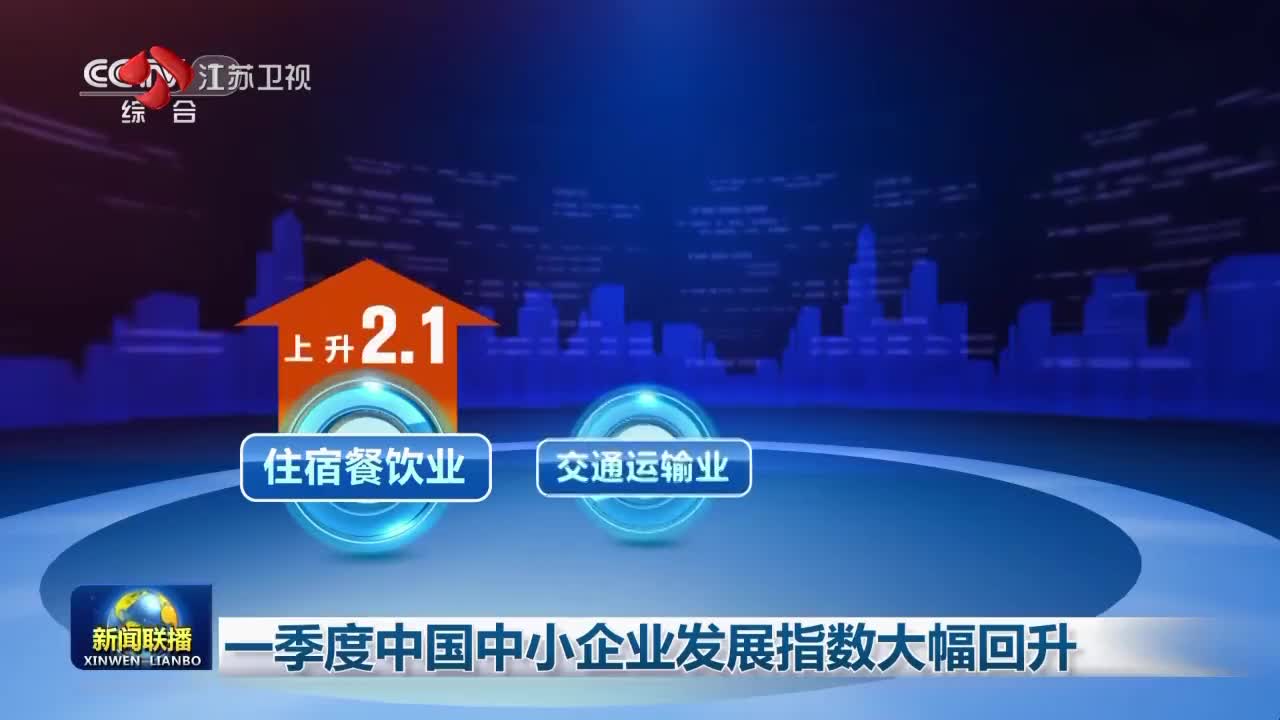 CCTV 江苏卫视
综合
上升2.1
住宿餐饮业
交通运输业
新闻联播
XINWEN LIANBO
一季度中国中小企业发展指数大幅回升